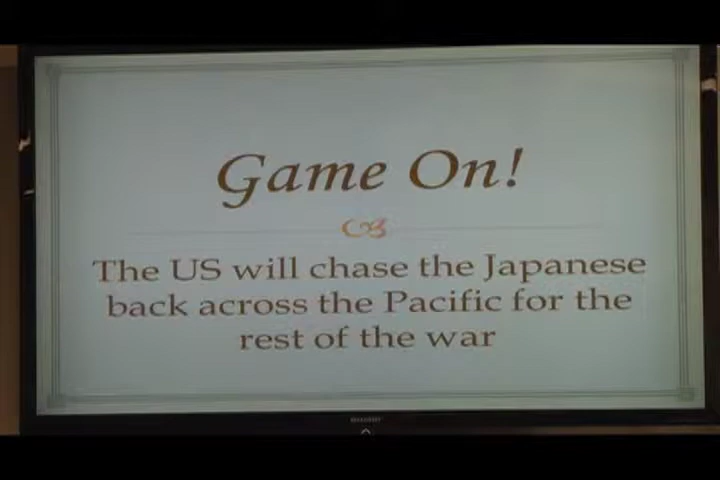 Game On!
The US will chase the Japanese
back across the Pacific for the
rest of the war